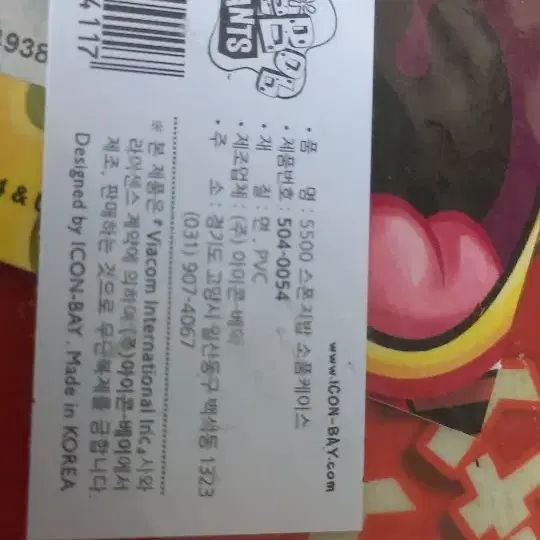 4938
4117
ANTS
www.ICON-BAY.com
• 품 명 : 5500 스폰지밥 소품케이스
• 제품번호 : 504-0054
• 재 질 : 면, PVC
• 제조업체 : (주) 아이콘-베이
• 주 소 : 경기도 고양시 일산동구 백석동 1323
(031) 907-4067
※ 본 제품은 『Viacom International Inc』사와
라이센스 계약에 의하여 (주)아이콘-베이에서
제조, 판매하는 것으로 무단복제를 금합니다.
Designed by ICON-BAY . Made in KOREA